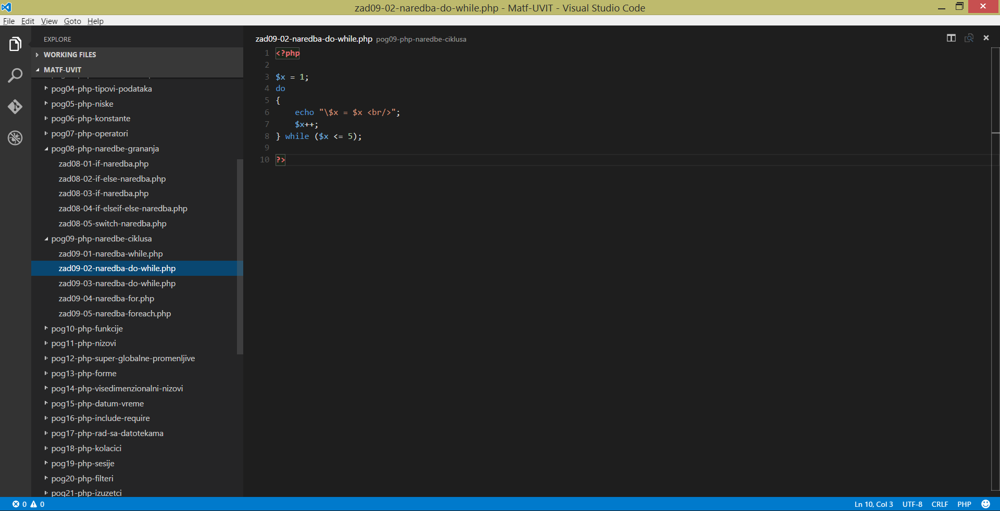 zad09-02-naredba-do-while.php - Matf-UVIT - Visual Studio Code
File Edit View Goto Help
EXPLORE
WORKING FILES
MATF-UVIT
pog04-php-tipovi-podataka
pog05-php-niske
pog06-php-konstante
pog07-php-operatori
pog08-php-naredbe-grananja
zad08-01-if-naredba.php
zad08-02-if-else-naredba.php
zad08-03-if-naredba.php
zad08-04-if-elseif-else-naredba.php
zad08-05-switch-naredba.php
pog09-php-naredbe-ciklusa
zad09-01-naredba-while.php
zad09-02-naredba-do-while.php
zad09-03-naredba-do-while.php
zad09-04-naredba-for.php
zad09-05-naredba-foreach.php
pog10-php-funkcije
pog11-php-nizovi
pog12-php-super-globalne-promenljive
pog13-php-forme
pog14-php-visedimenzionalni-nizovi
pog15-php-datum-vreme
pog16-php-include-require
pog17-php-rad-sa-datotekama
pog18-php-kolacici
pog19-php-sesije
pog20-php-filteri
pog21-php-izuzetci
zad09-02-naredba-do-while.php pog09-php-naredbe-ciklusa
1 <?php
2
3 $x = 1;
4 do
5 {
6 echo "\$x = $x <br/>";
7 $x++;
8 } while ($x <= 5);
9
10 ?>
0 0
Ln 10, Col 3 UTF-8 CRLF PHP